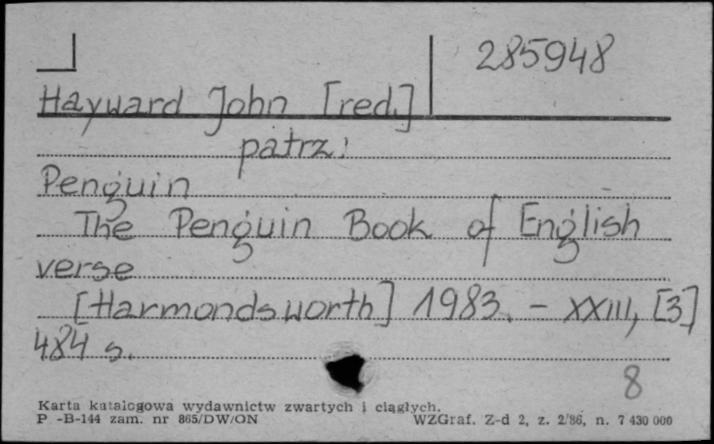 285948
Hayward John [red.]
patrz:
Penguin
The Penguin Book of English
verse
[Harmondsworth] 1983. - XXIII, [3]
484 s.
8
Karta katalogowa wydawnictw zwartych i ciągłych.
P -B-144 zam. nr 865/DW/ON WZGraf. Z-d 2, z. 2/86, n. 7 430 000